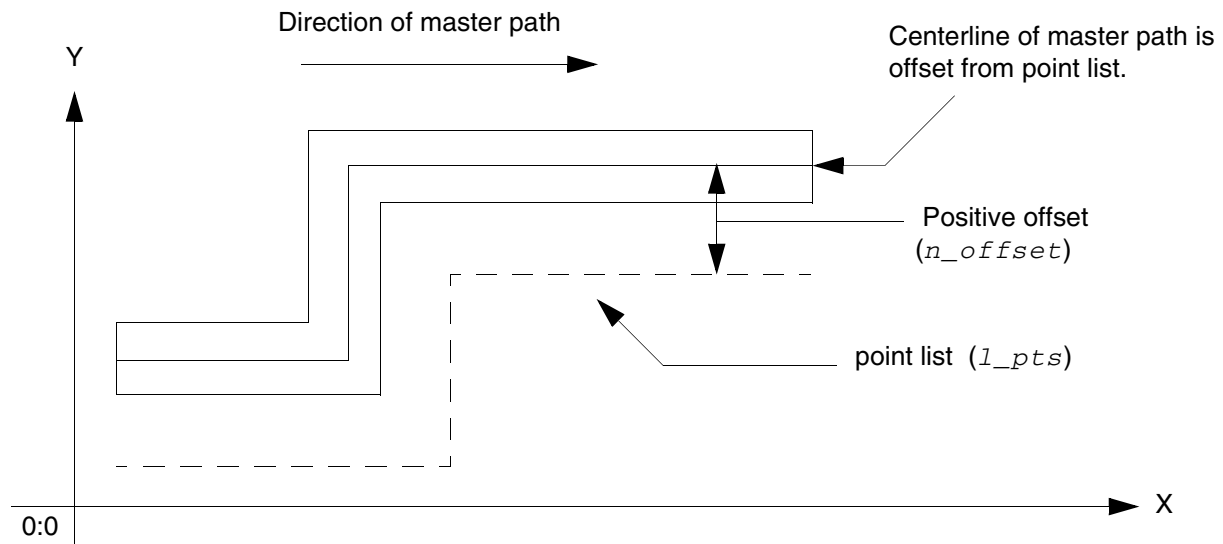 Direction of master path
Centerline of master path is
offset from point list.
Y
Positive offset
(n_offset)
point list (l_pts)
X
0:0